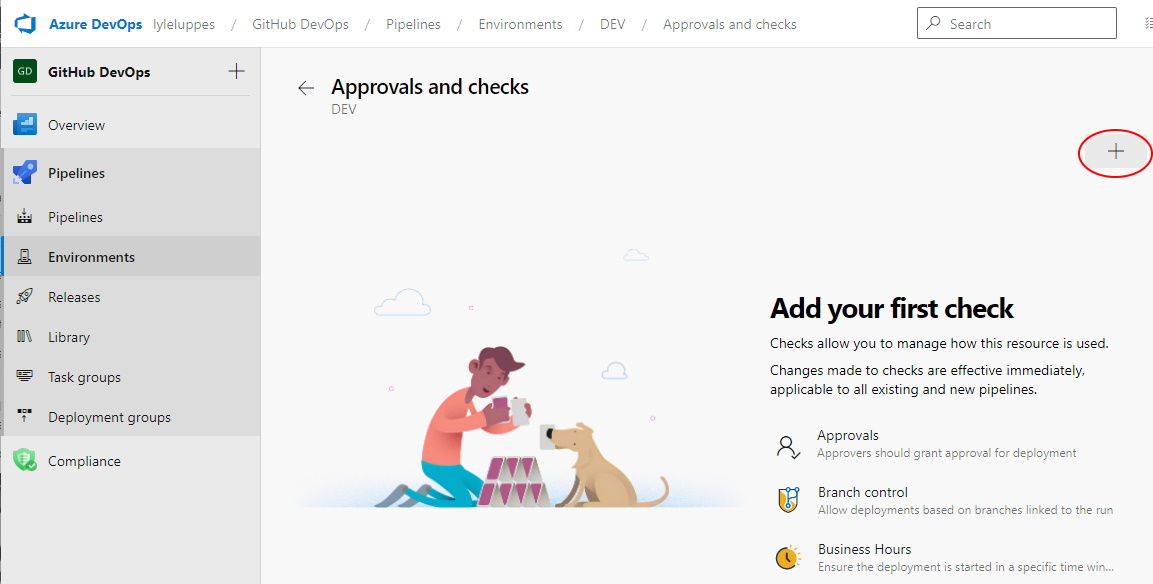 Azure DevOps lyleluppes / GitHub DevOps / Pipelines / Environments / DEV / Approvals and checks
Search
GD GitHub DevOps
Overview
Pipelines
Pipelines
Environments
Releases
Library
Task groups
Deployment groups
Compliance
Approvals and checks
DEV
Add your first check
Checks allow you to manage how this resource is used.
Changes made to checks are effective immediately,
applicable to all existing and new pipelines.
Approvals
Approvers should grant approval for deployment
Branch control
Allow deployments based on branches linked to the run
Business Hours
Ensure the deployment is started in a specific time win...